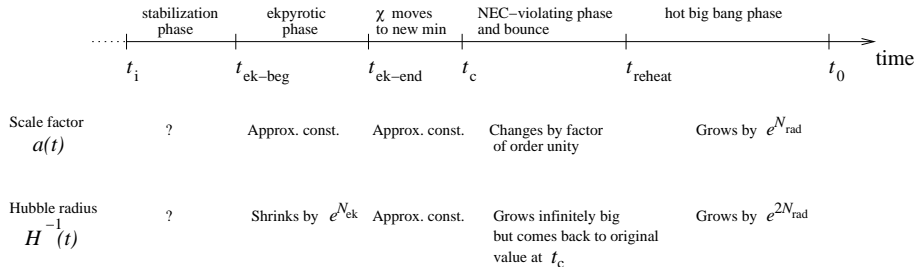 stabilization phase
ekpyrotic phase
χ moves to new min
NEC−violating phase and bounce
hot big bang phase
time
t_i
t_ek−beg
t_ek−end
t_c
t_reheat
t_0
Scale factor
a(t)
?
Approx. const.
Approx. const.
Changes by factor
of order unity
Grows by e^{N_rad}
Hubble radius
H^{−1}(t)
?
Shrinks by e^{N_ek}
Approx. const.
Grows infinitely big
but comes back to original
value at t_c
Grows by e^{2N_rad}